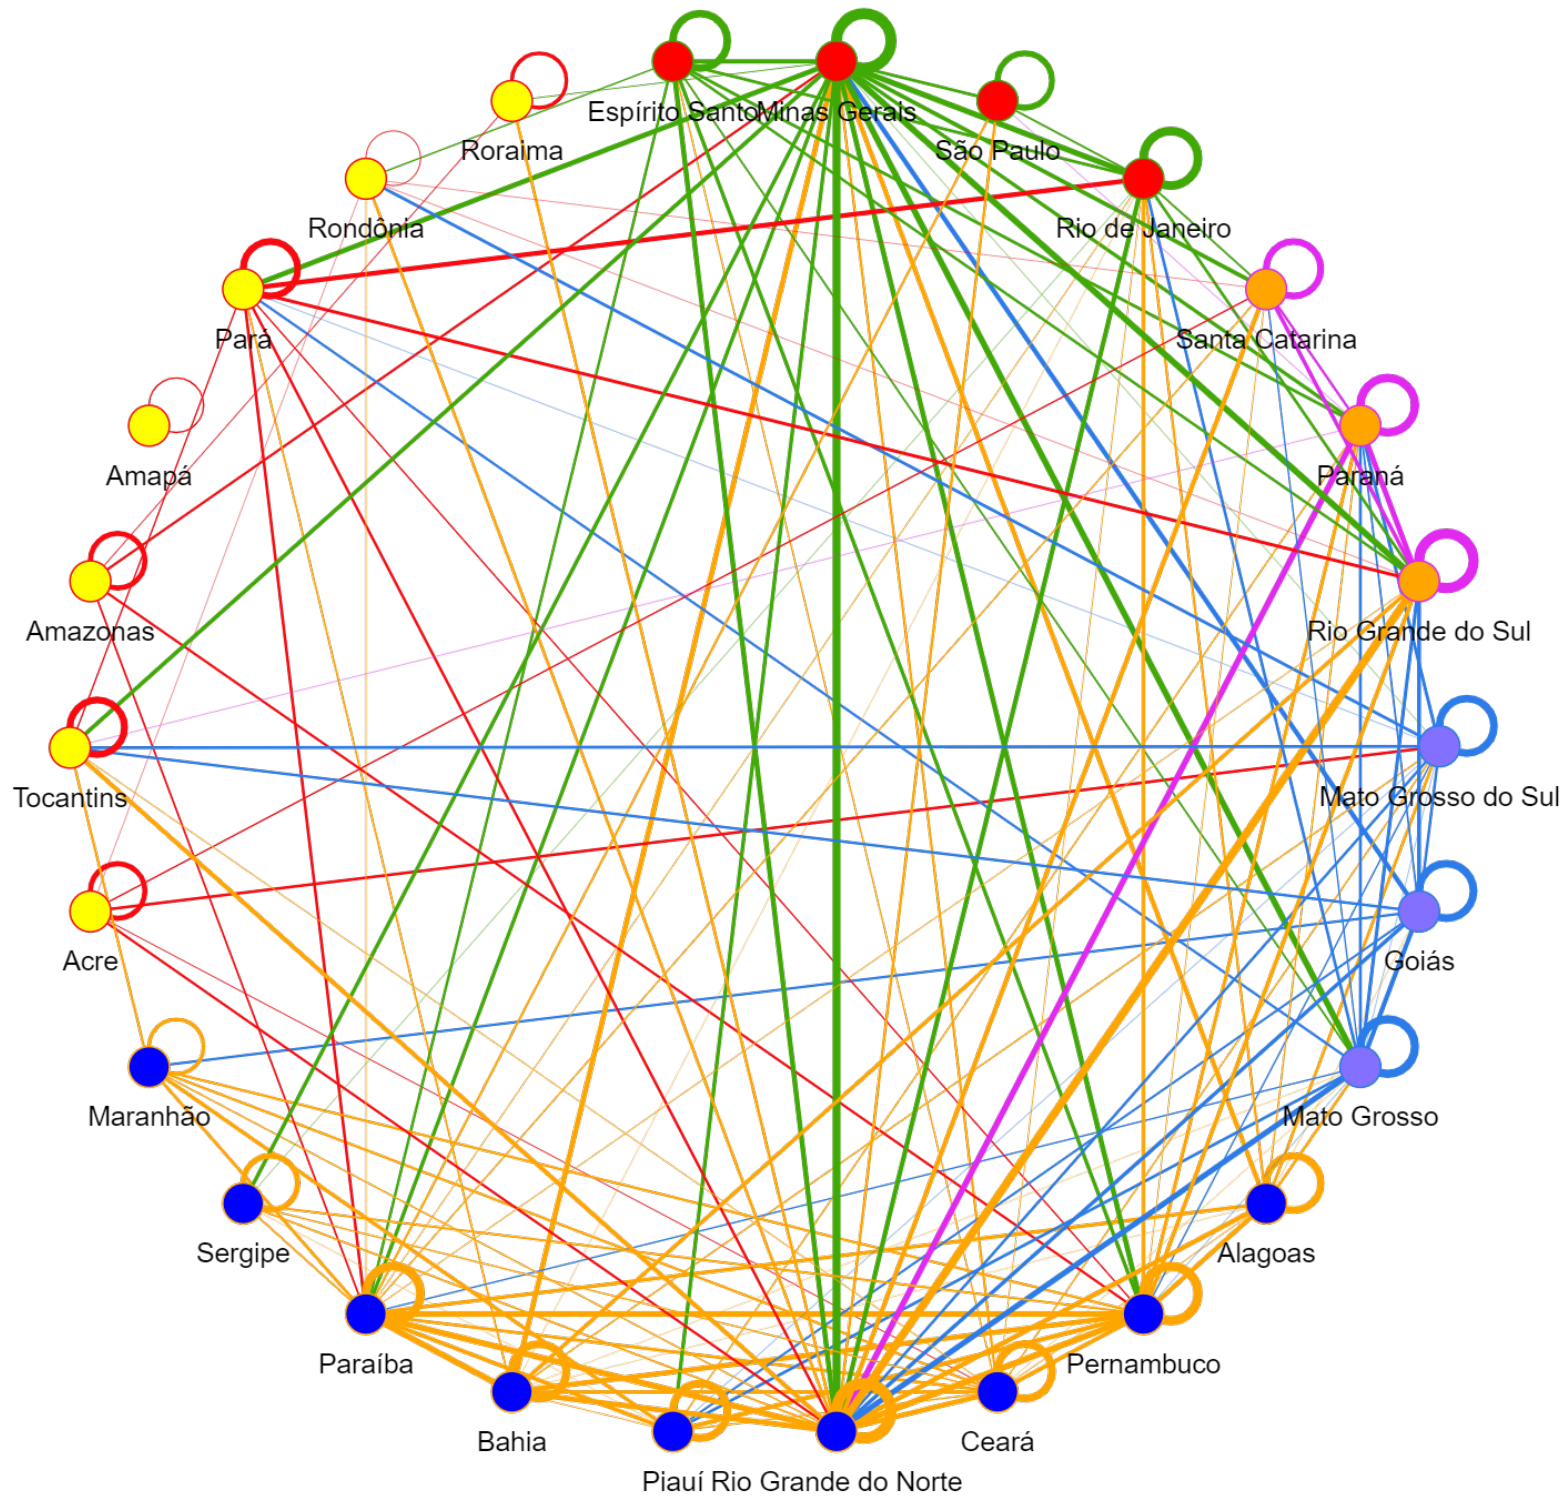 Espírito Santo
Minas Gerais
Roraima
São Paulo
Rondônia
Rio de Janeiro
Pará
Santa Catarina
Amapá
Paraná
Amazonas
Rio Grande do Sul
Tocantins
Mato Grosso do Sul
Acre
Goiás
Maranhão
Mato Grosso
Sergipe
Alagoas
Paraíba
Pernambuco
Bahia
Ceará
Piauí
Rio Grande do Norte